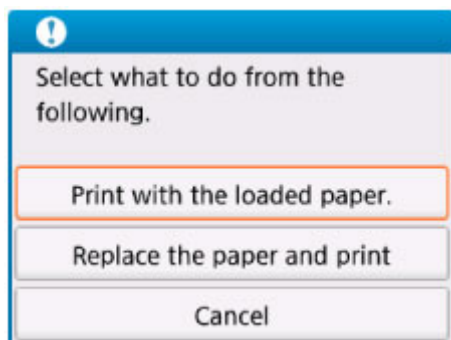 Select what to do from the
following.
Print with the loaded paper.
Replace the paper and print
Cancel